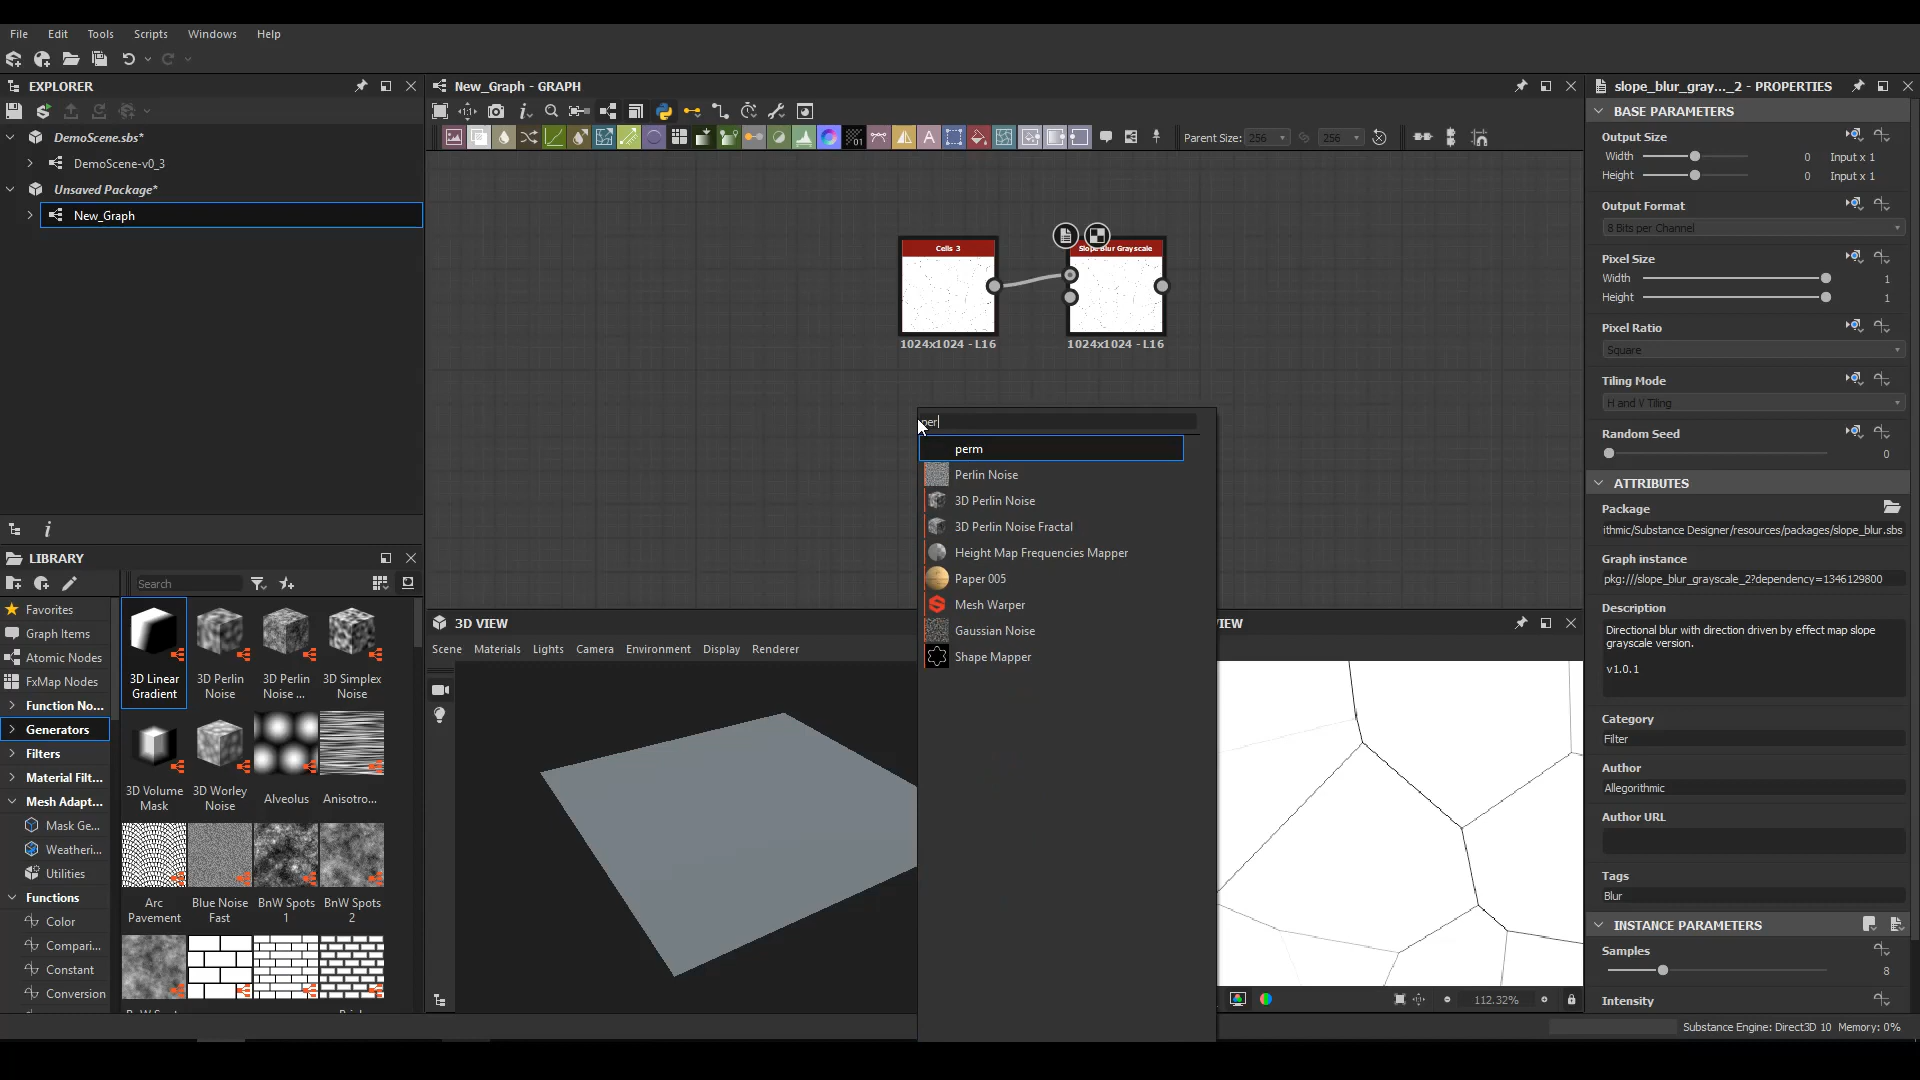 File Edit Tools Scripts Windows Help
EXPLORER
DemoScene.sbs*
DemoScene-v0_3
Unsaved Package*
New_Graph
LIBRARY
Search
Favorites
Graph Items
Atomic Nodes
FxMap Nodes
Function No...
Generators
Filters
Material Filt...
Mesh Adapt...
Mask Ge...
Weatheri...
Utilities
Functions
Color
Compari...
Constant
Conversion
3D Linear Gradient
3D Perlin Noise
3D Perlin Noise ...
3D Simplex Noise
3D Volume Mask
3D Worley Noise
Alveolus
Anisotro...
Arc Pavement
Blue Noise Fast
BnW Spots 1
BnW Spots 2
New_Graph - GRAPH
Parent Size: 256 256
Cells 3
1024x1024 - L16
Slope Blur Grayscale
1024x1024 - L16
per
perm
Perlin Noise
3D Perlin Noise
3D Perlin Noise Fractal
Height Map Frequencies Mapper
Paper 005
Mesh Warper
Gaussian Noise
Shape Mapper
3D VIEW
Scene Materials Lights Camera Environment Display Renderer
VIEW
112.32%
slope_blur_gray..._2 - PROPERTIES
BASE PARAMETERS
Output Size
Width 0 Input x 1
Height 0 Input x 1
Output Format
8 Bits per Channel
Pixel Size
Width 1
Height 1
Pixel Ratio
Square
Tiling Mode
H and V Tiling
Random Seed
0
ATTRIBUTES
Package
ithmic/Substance Designer/resources/packages/slope_blur.sbs
Graph instance
pkg:///slope_blur_grayscale_2?dependency=1346129800
Description
Directional blur with direction driven by effect map slope
grayscale version.
v1.0.1
Category
Filter
Author
Allegorithmic
Author URL
Tags
Blur
INSTANCE PARAMETERS
Samples
8
Intensity
Substance Engine: Direct3D 10 Memory: 0%